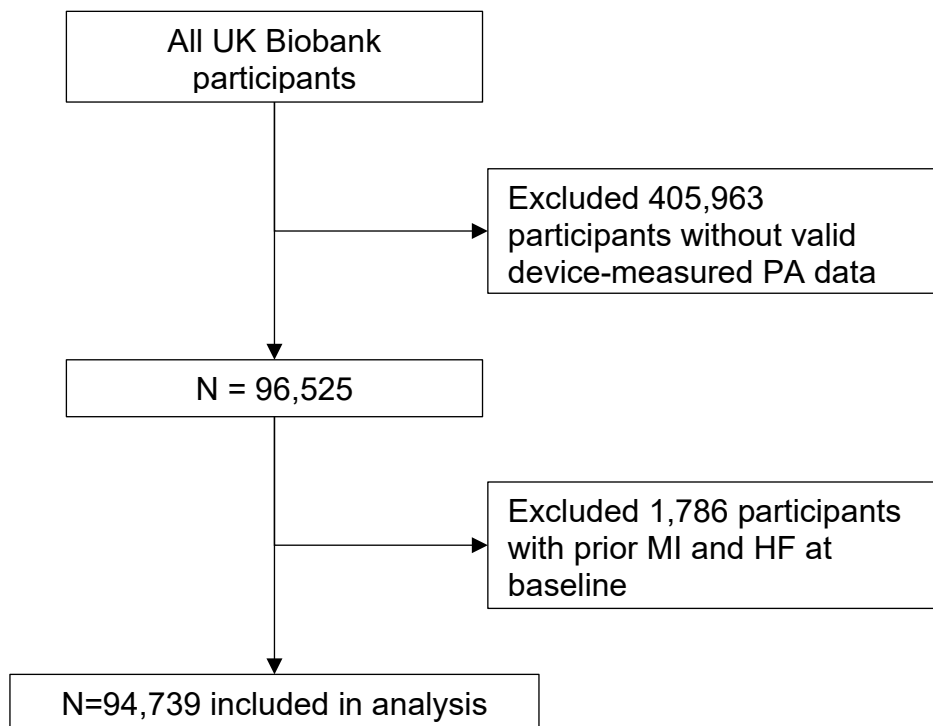 All UK Biobank
participants
Excluded 405,963
participants without valid
device-measured PA data
N = 96,525
Excluded 1,786 participants
with prior MI and HF at
baseline
N=94,739 included in analysis